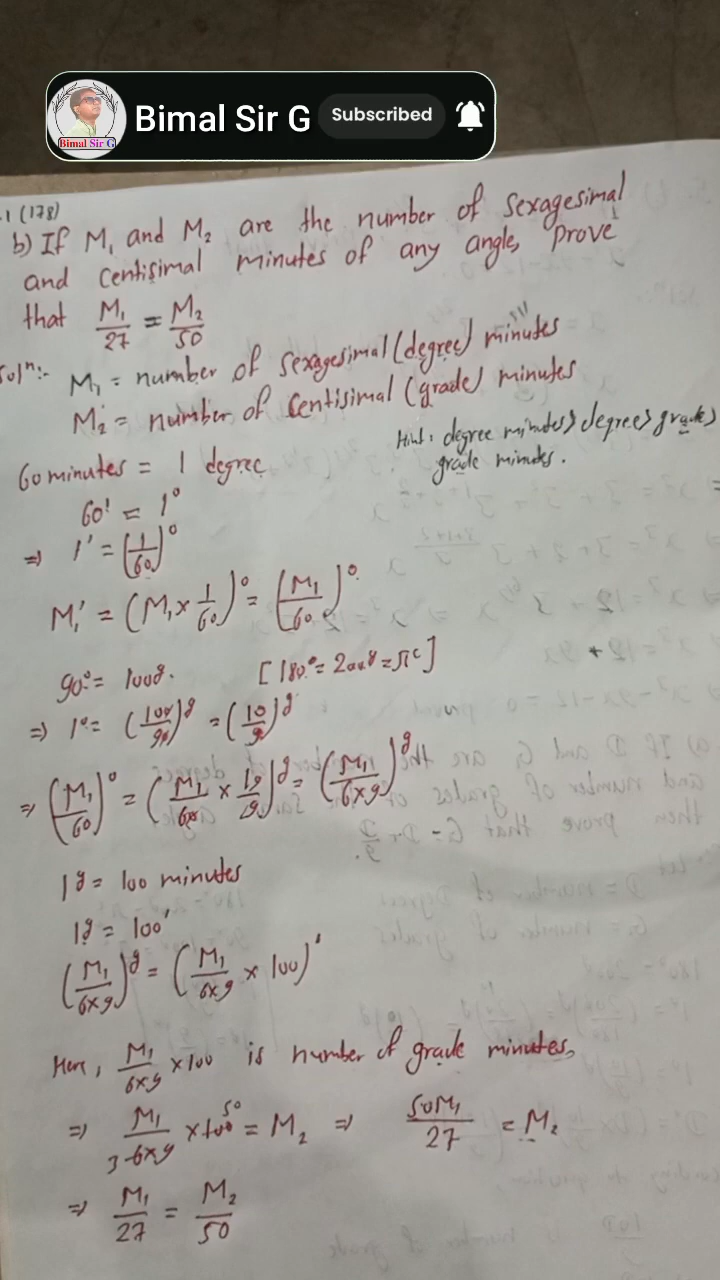 Bimal Sir G
Subscribed
Bimal Sir G
1 (178)
b) If M₁ and M₂ are the number of sexagesimal
and centisimal minutes of any angle, prove
that M₁/27 = M₂/50
Solⁿ:- M₁ = number of sexagesimal (degree) minutes
M₂ = number of centisimal (grade) minutes
Hint: degree minutes > degree > grade >
grade minutes.
60 minutes = 1 degree
60' = 1°
⇒ 1' = (1/60)°
M₁' = (M₁ × 1/60)° = (M₁/60)°
90° = 100g. [180° = 200g = πᶜ]
⇒ 1° = (100/90)g = (10/9)g
⇒ (M₁/60)° = (M₁/60 × 10/9)g = (M₁/6×9)g
1g = 100 minutes
1g = 100'
(M₁/6×9)g = (M₁/6×9 × 100)'
Here, M₁/6×9 × 100 is number of grade minutes,
⇒ M₁/3 6×9 × 100 50 = M₂ ⇒ 50M₁/27 = M₂
⇒ M₁/27 = M₂/50